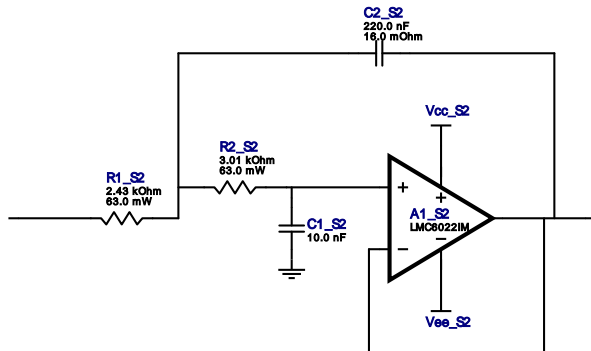 C2_S2
220.0 nF
16.0 mOhm
Vcc_S2
R2_S2
3.01 kOhm
63.0 mW
R1_S2
2.43 kOhm
63.0 mW
+
+
A1_S2
LMC6022IM
C1_S2
10.0 nF
−
−
Vee_S2